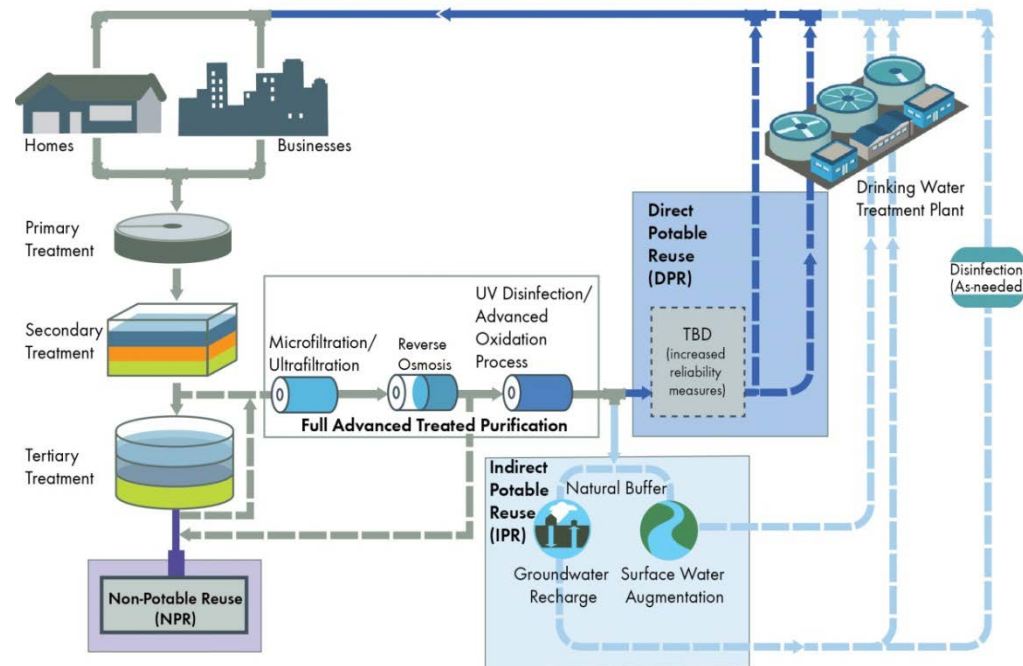 Homes
Businesses
Primary
Treatment
Secondary
Treatment
Tertiary
Treatment
Non-Potable Reuse
(NPR)
Microfiltration/
Ultrafiltration
Reverse
Osmosis
UV Disinfection/
Advanced
Oxidation
Process
Full Advanced Treated Purification
Direct
Potable
Reuse
(DPR)
TBD
(increased
reliability
measures)
Indirect
Potable
Reuse
(IPR)
Natural Buffer
Groundwater
Recharge
Surface Water
Augmentation
Drinking Water
Treatment Plant
Disinfection
(As-needed)